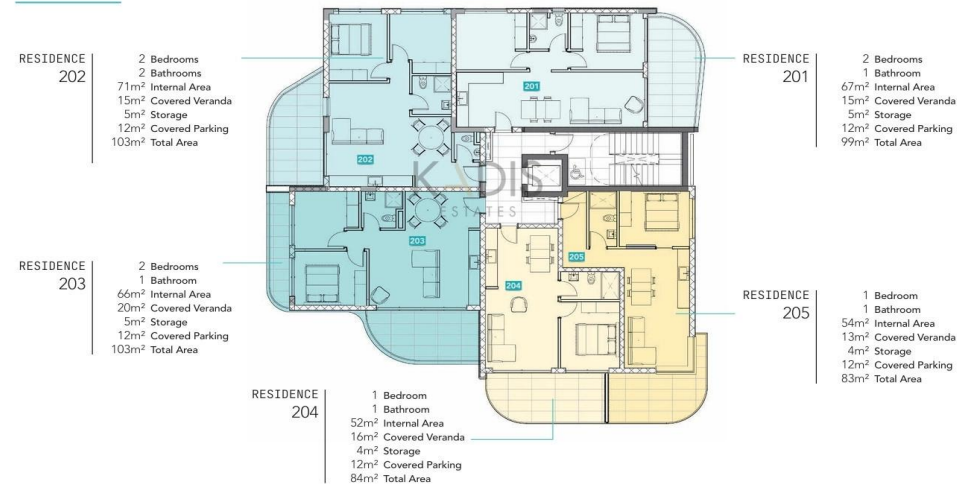 RESIDENCE
202
2 Bedrooms
2 Bathrooms
71m² Internal Area
15m² Covered Veranda
5m² Storage
12m² Covered Parking
103m² Total Area
RESIDENCE
201
2 Bedrooms
1 Bathroom
67m² Internal Area
15m² Covered Veranda
5m² Storage
12m² Covered Parking
99m² Total Area
201
202
KADIS
ESTATES
203
205
204
RESIDENCE
203
2 Bedrooms
1 Bathroom
66m² Internal Area
20m² Covered Veranda
5m² Storage
12m² Covered Parking
103m² Total Area
RESIDENCE
205
1 Bedroom
1 Bathroom
54m² Internal Area
13m² Covered Veranda
4m² Storage
12m² Covered Parking
83m² Total Area
RESIDENCE
204
1 Bedroom
1 Bathroom
52m² Internal Area
16m² Covered Veranda
4m² Storage
12m² Covered Parking
84m² Total Area